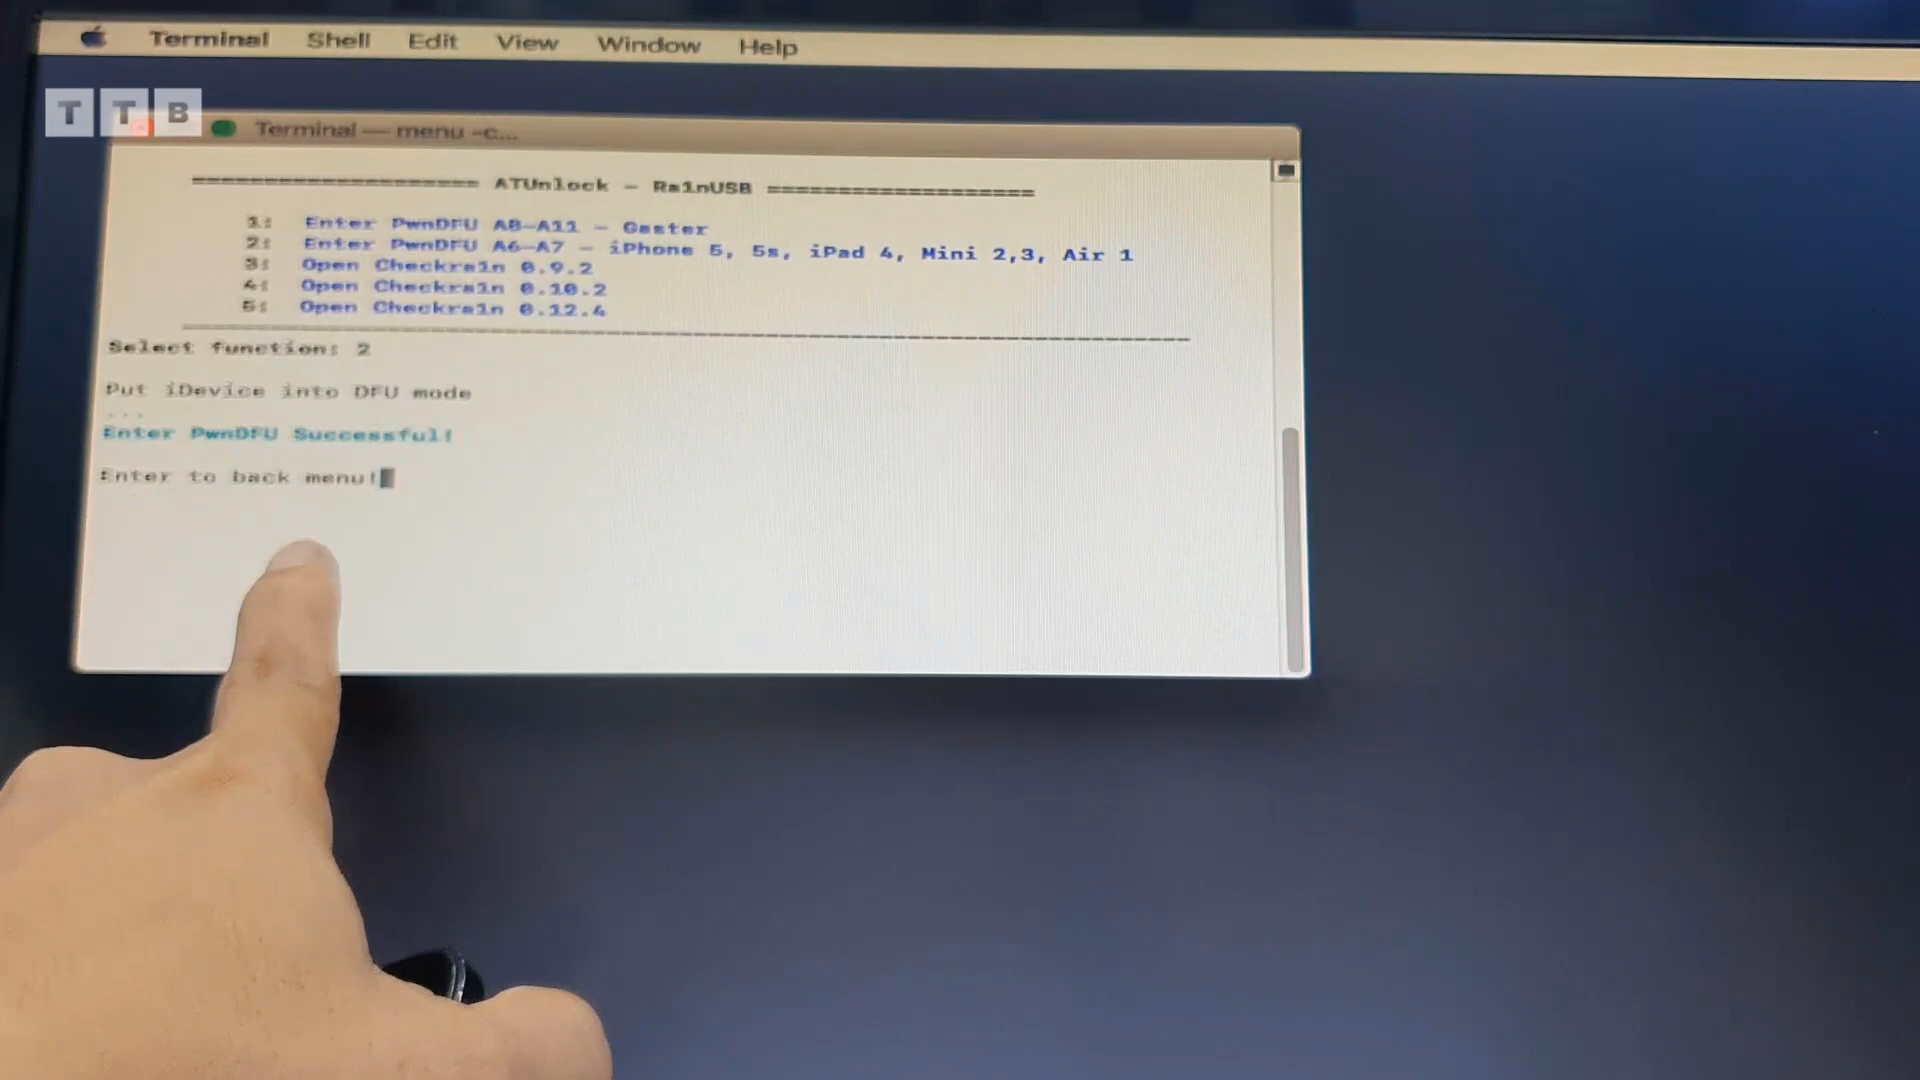 Terminal Shell Edit View Window Help
T T B
Terminal — menu -c...
==================== ATUnlock - Ra1nUSB ====================
1: Enter PwnDFU A8-A11 - Gaster
2: Enter PwnDFU A6-A7 - iPhone 5, 5s, iPad 4, Mini 2,3, Air 1
3: Open Checkra1n 0.9.2
4: Open Checkra1n 0.10.2
5: Open Checkra1n 0.12.4
Select function: 2
Put iDevice into DFU mode
...
Enter PwnDFU Successful!
Enter to back menu!